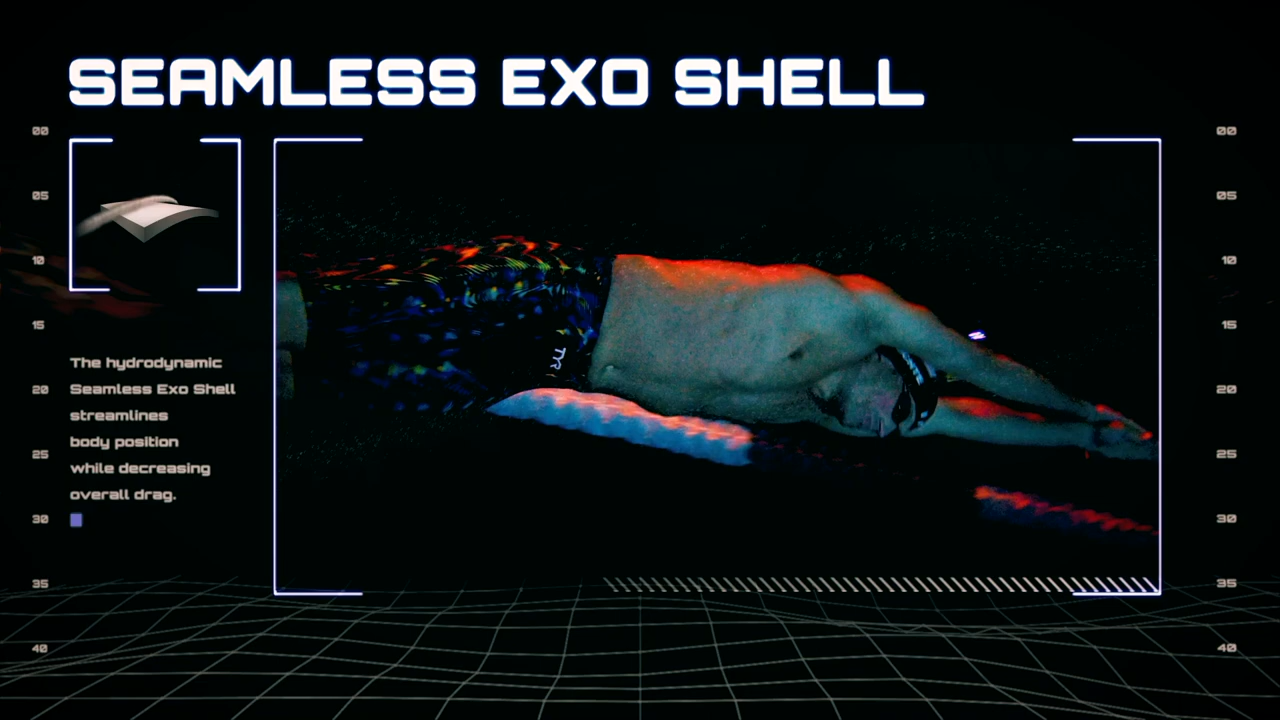 SEAMLESS EXO SHELL
00
05
10
15
20
25
30
35
40
The hydrodynamic
Seamless Exo Shell
streamlines
body position
while decreasing
overall drag.
TYR
00
05
10
15
20
25
30
35
40